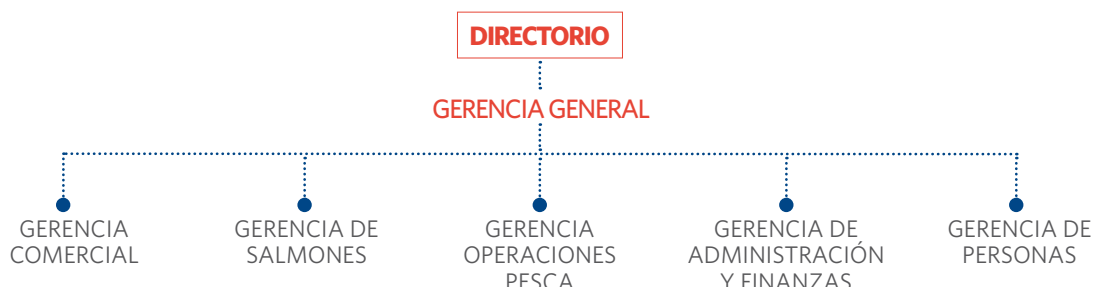 DIRECTORIO
GERENCIA GENERAL
GERENCIA
COMERCIAL
GERENCIA DE
SALMONES
GERENCIA
OPERACIONES
PESCA
GERENCIA DE
ADMINISTRACIÓN
Y FINANZAS
GERENCIA DE
PERSONAS